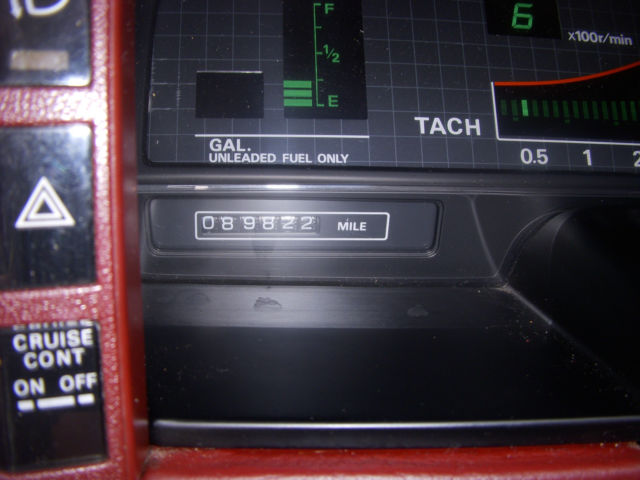 F
6
x100r/min
1/2
E
TACH
GAL.
UNLEADED FUEL ONLY
0.5 1 2
089822 MILE
CRUISE
CONT
ON OFF